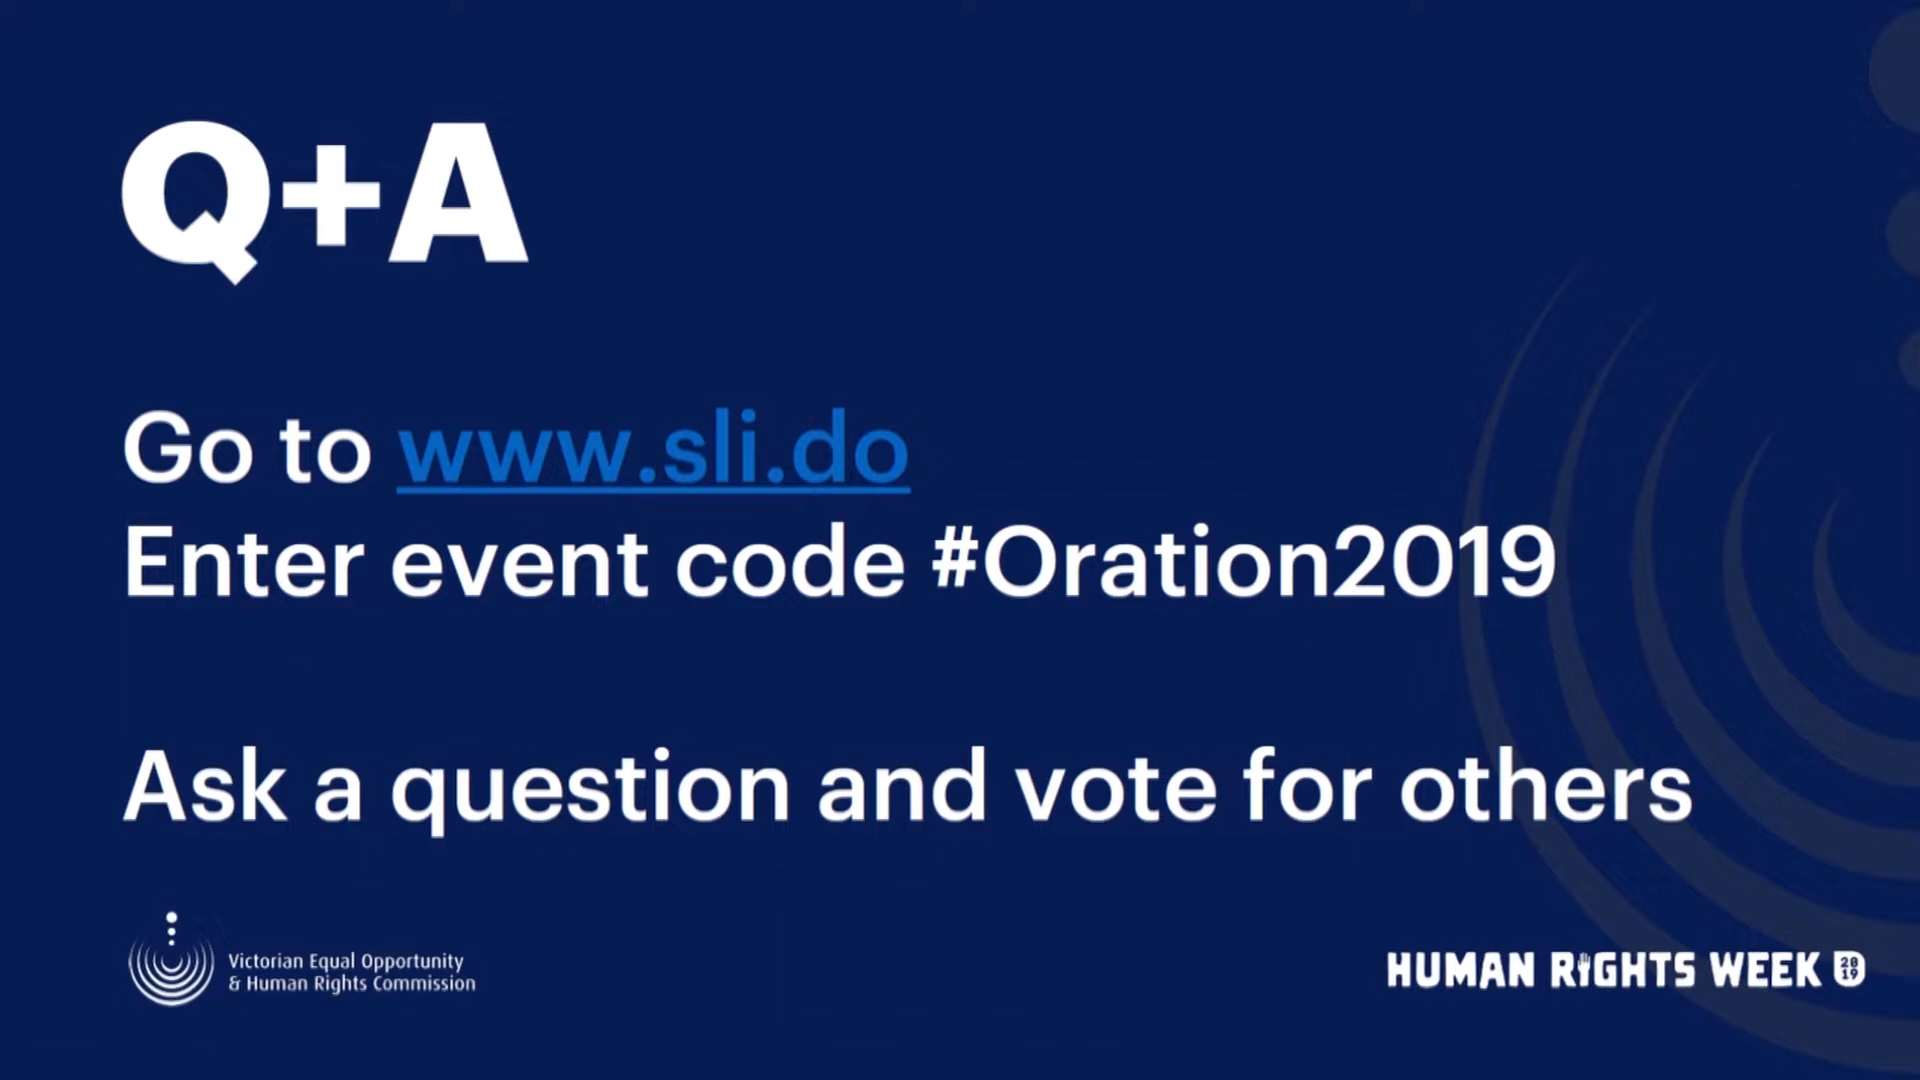 Q+A
Go to www.sli.do
Enter event code #Oration2019
Ask a question and vote for others
Victorian Equal Opportunity
& Human Rights Commission
HUMAN RIGHTS WEEK 2019